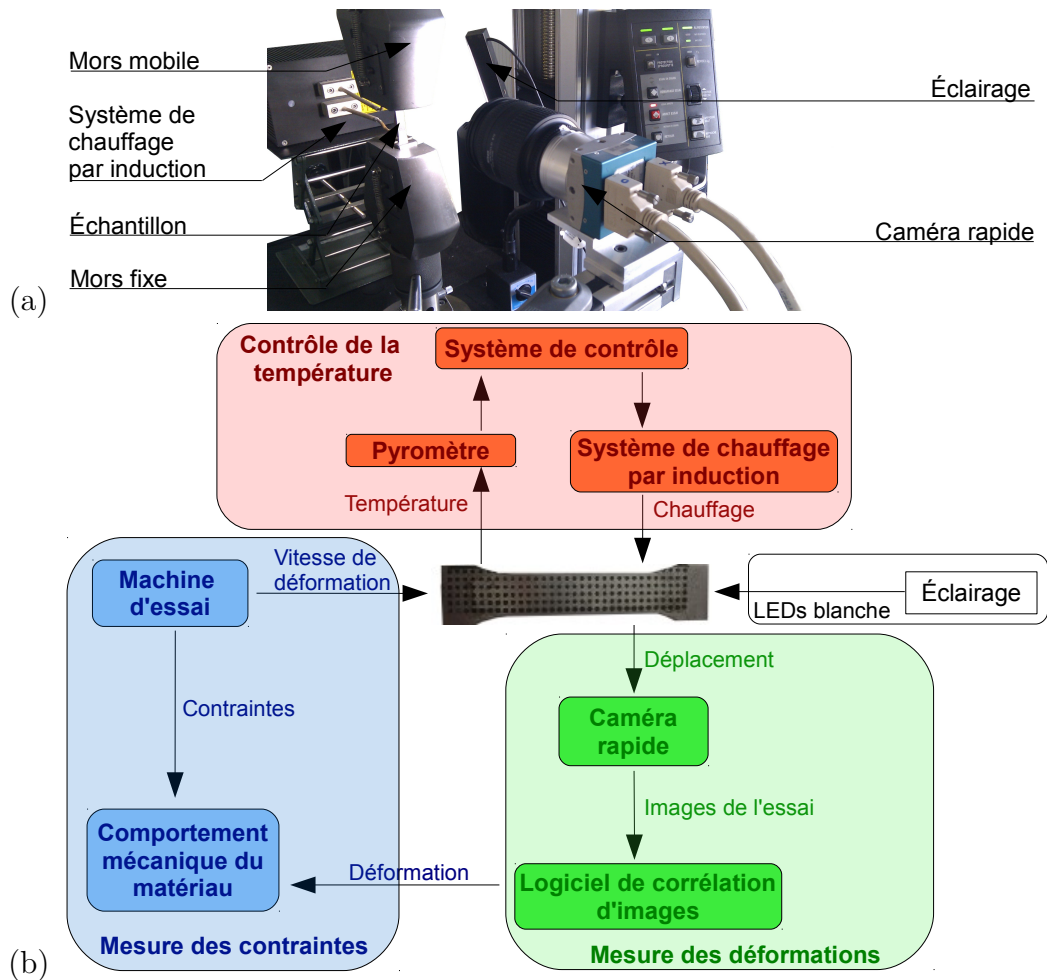 Mors mobile
Système de
chauffage
par induction
Échantillon
Mors fixe
Éclairage
Caméra rapide
(a)
Contrôle de la
température
Système de contrôle
Pyromètre
Système de chauffage
par induction
Température
Chauffage
Machine
d'essai
Vitesse de
déformation
Éclairage
LEDs blanche
Déplacement
Contraintes
Caméra
rapide
Images de l'essai
Comportement
mécanique du
matériau
Déformation
Logiciel de corrélation
d'images
Mesure des contraintes
Mesure des déformations
(b)